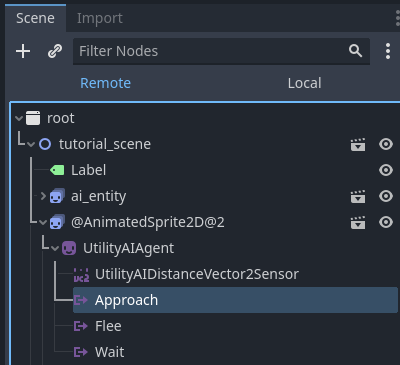 Scene Import
Filter Nodes
Remote Local
root
tutorial_scene
Label
ai_entity
@AnimatedSprite2D@2
UtilityAIAgent
UtilityAIDistanceVector2Sensor
Approach
Flee
Wait